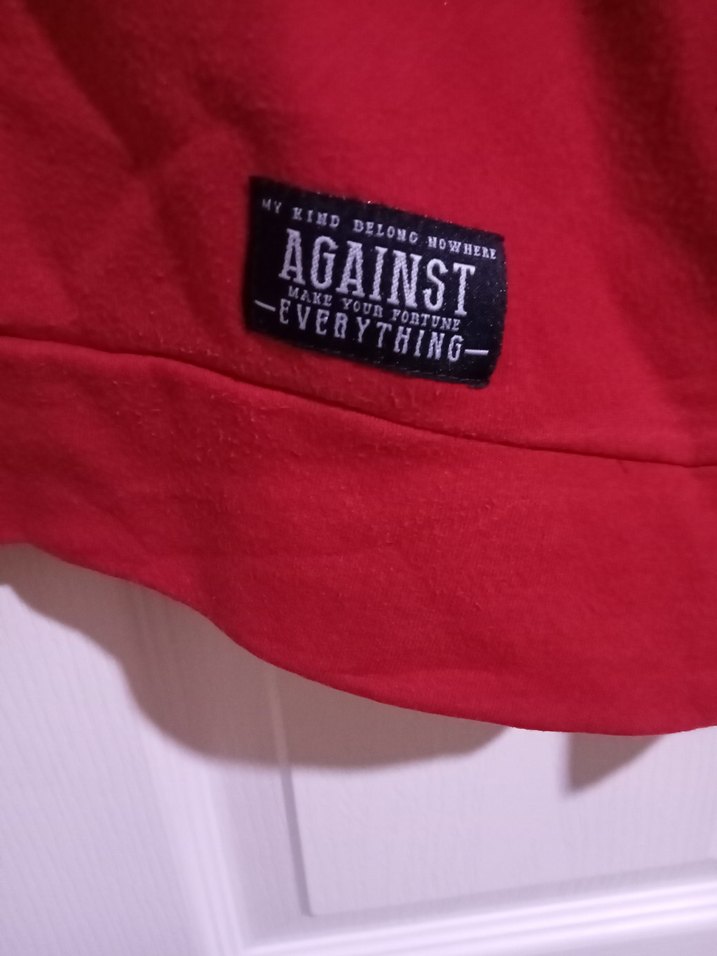 MY KIND BELONG NOWHERE
AGAINST
MAKE YOUR FORTUNE
—EVERYTHING—